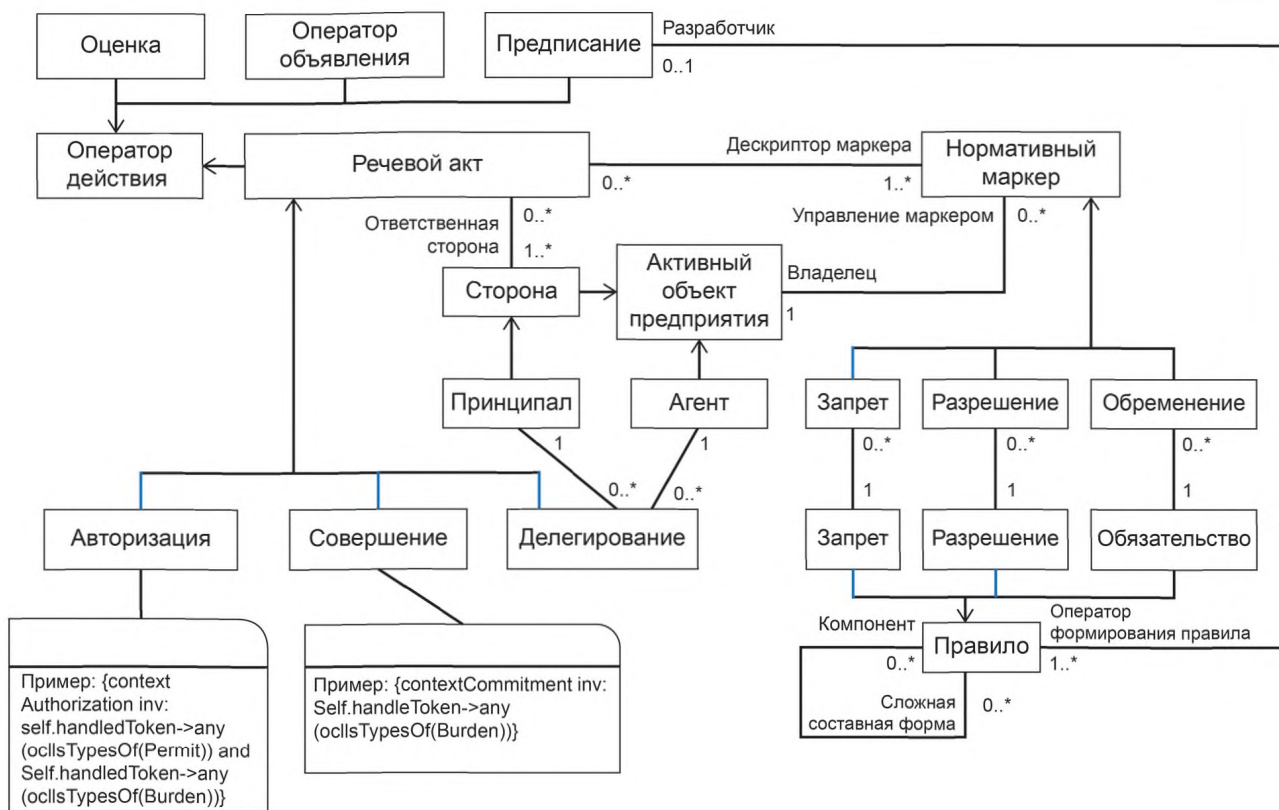 Оценка
Оператор
объявления
Предписание
Разработчик
0..1
Оператор
действия
Речевой акт
Дескриптор маркера
0..*
1..*
Нормативный
маркер
Управление маркером
0..*
Ответственная
сторона
0..*
1..*
Сторона
Активный
объект
предприятия
Владелец
1
Принципал
Агент
1
1
0..*
0..*
Запрет
Разрешение
Обременение
0..*
0..*
0..*
1
1
1
Авторизация
Совершение
Делегирование
Запрет
Разрешение
Обязательство
Компонент
0..*
Правило
Оператор
формирования правила
1..*
Сложная
составная форма
0..*
Пример: {context
Authorization inv:
self.handledToken->any
(oclIsTypesOf(Permit)) and
Self.handledToken->any
(oclIsTypesOf(Burden))}
Пример: {contextCommitment inv:
Self.handleToken->any
(oclIsTypesOf(Burden))}